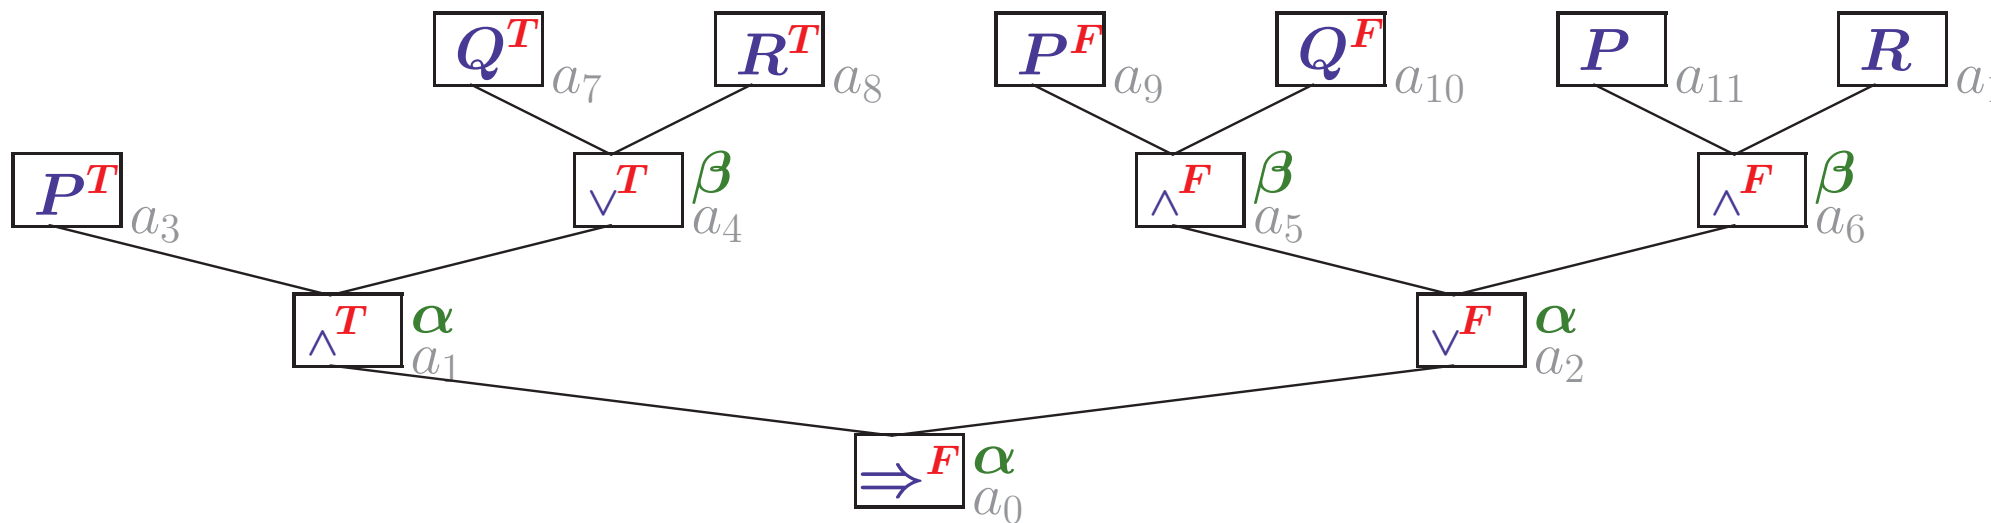 Q^T a_7 R^T a_8 P^F a_9 Q^F a_10 P a_11 R
P^T a_3 ∨^T β a_4 ∧^F β a_5 ∧^F β a_6
∧^T α a_1 ∨^F α a_2
⇒^F α a_0